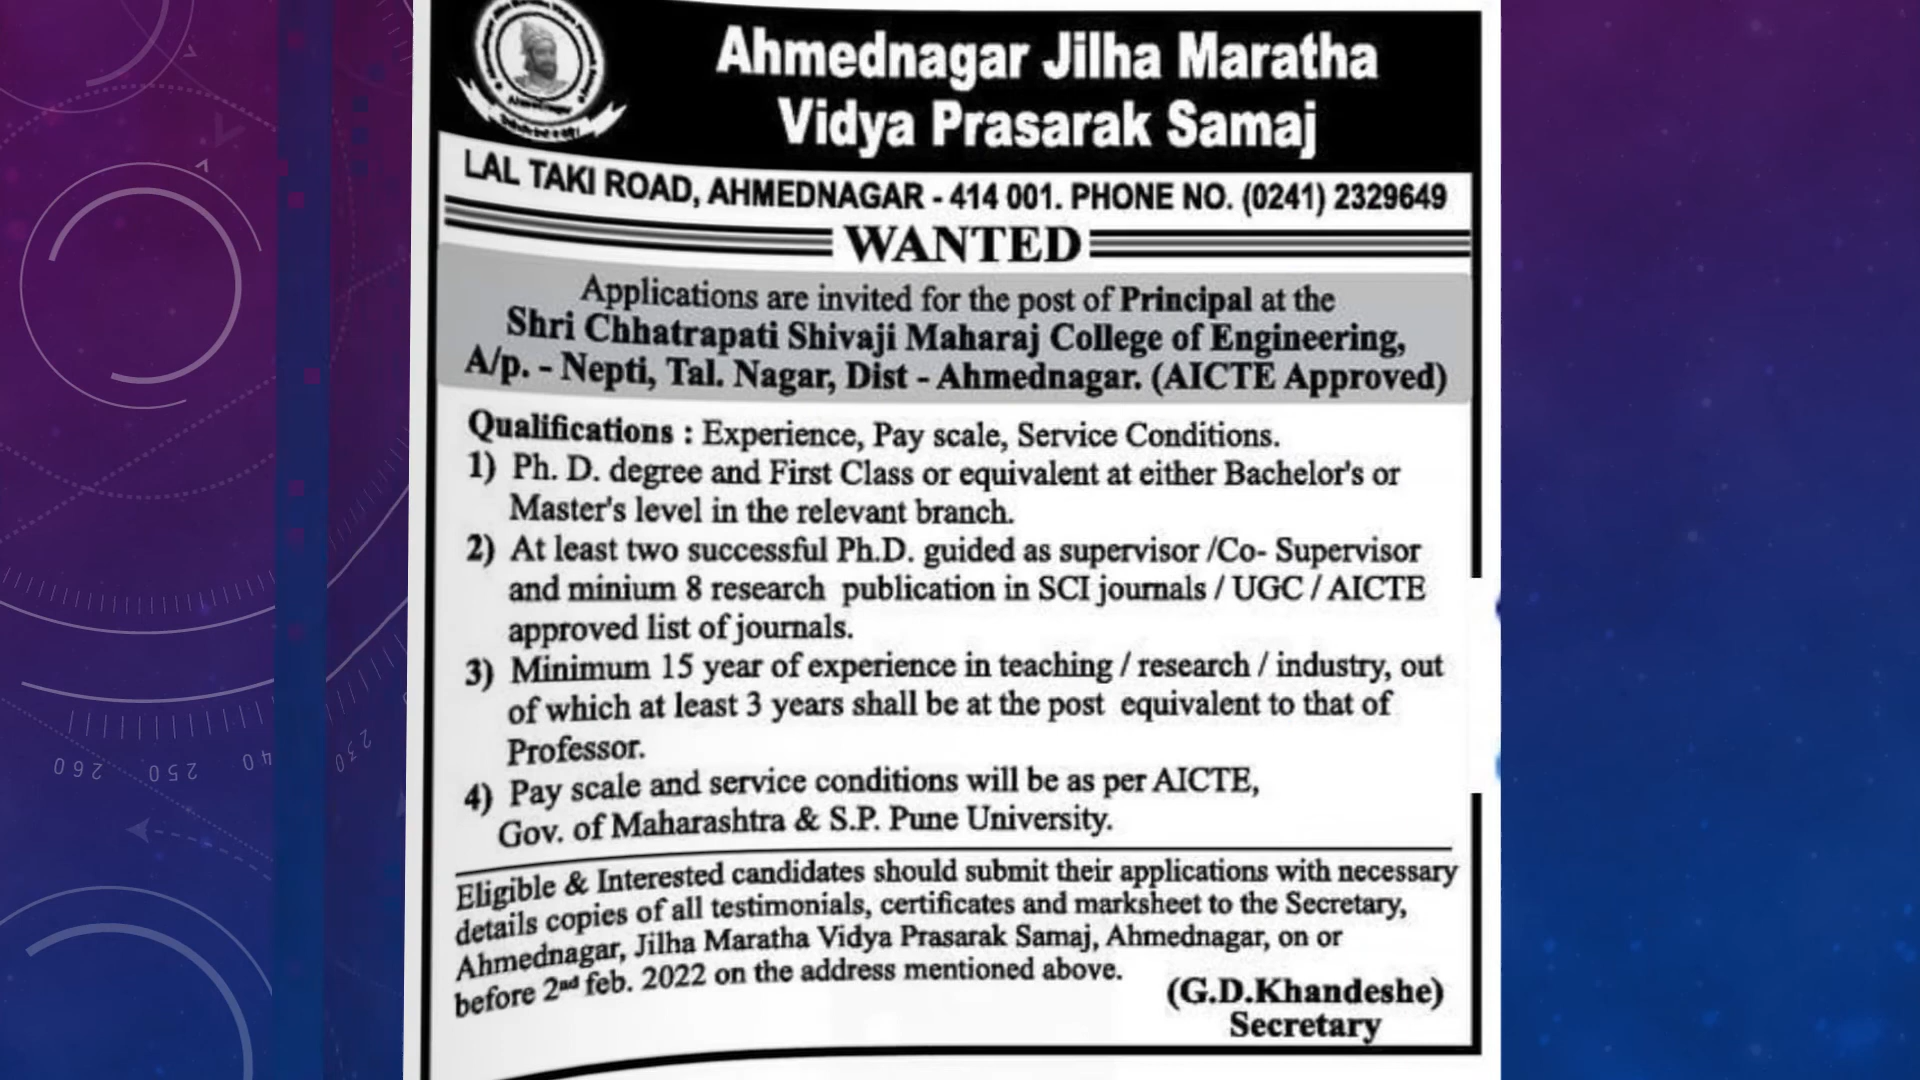 Ahmednagar Jilha Maratha
Vidya Prasarak Samaj
LAL TAKI ROAD, AHMEDNAGAR - 414 001. PHONE NO. (0241) 2329649
WANTED
Applications are invited for the post of Principal at the
Shri Chhatrapati Shivaji Maharaj College of Engineering,
A/p. - Nepti, Tal. Nagar, Dist - Ahmednagar. (AICTE Approved)
Qualifications : Experience, Pay scale, Service Conditions.
1) Ph. D. degree and First Class or equivalent at either Bachelor's or
Master's level in the relevant branch.
2) At least two successful Ph.D. guided as supervisor /Co- Supervisor
and minium 8 research publication in SCI journals / UGC / AICTE
approved list of journals.
3) Minimum 15 year of experience in teaching / research / industry, out
of which at least 3 years shall be at the post equivalent to that of
Professor.
4) Pay scale and service conditions will be as per AICTE,
Gov. of Maharashtra & S.P. Pune University.
Eligible & Interested candidates should submit their applications with necessary
details copies of all testimonials, certificates and marksheet to the Secretary,
Ahmednagar, Jilha Maratha Vidya Prasarak Samaj, Ahmednagar, on or
before 2nd feb. 2022 on the address mentioned above.
(G.D.Khandeshe)
Secretary
260 250 240 230